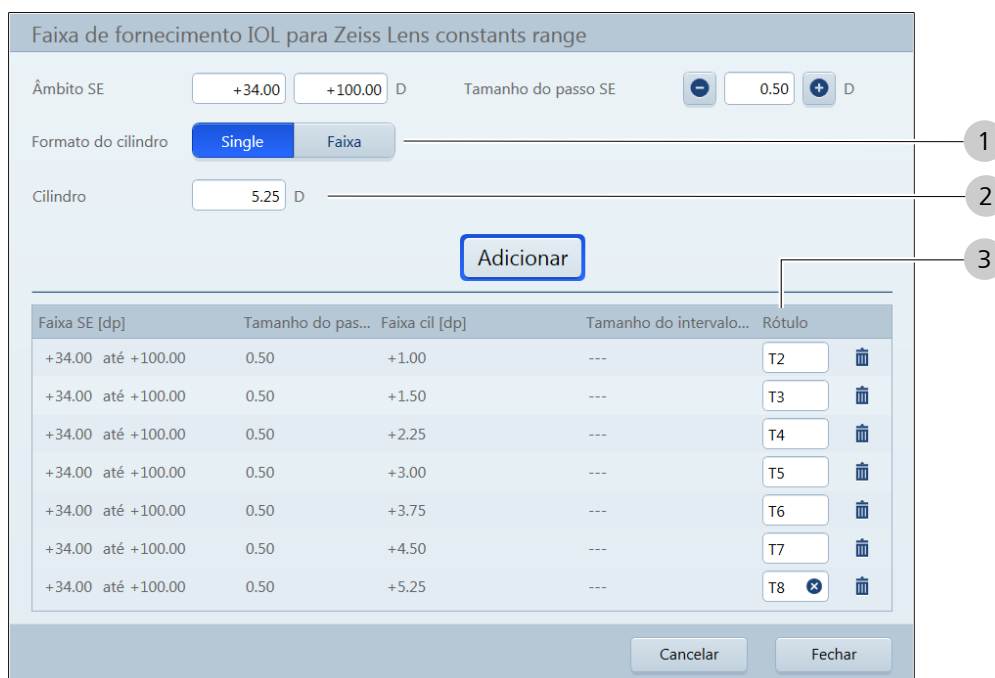 Faixa de fornecimento IOL para Zeiss Lens constants range
Âmbito SE +34.00 +100.00 D Tamanho do passo SE 0.50 D
Formato do cilindro Single Faixa 1
Cilindro 5.25 D 2
Adicionar 3
Faixa SE [dp] Tamanho do pas... Faixa cil [dp] Tamanho do intervalo... Rótulo
+34.00 até +100.00 0.50 +1.00 --- T2
+34.00 até +100.00 0.50 +1.50 --- T3
+34.00 até +100.00 0.50 +2.25 --- T4
+34.00 até +100.00 0.50 +3.00 --- T5
+34.00 até +100.00 0.50 +3.75 --- T6
+34.00 até +100.00 0.50 +4.50 --- T7
+34.00 até +100.00 0.50 +5.25 --- T8
Cancelar Fechar